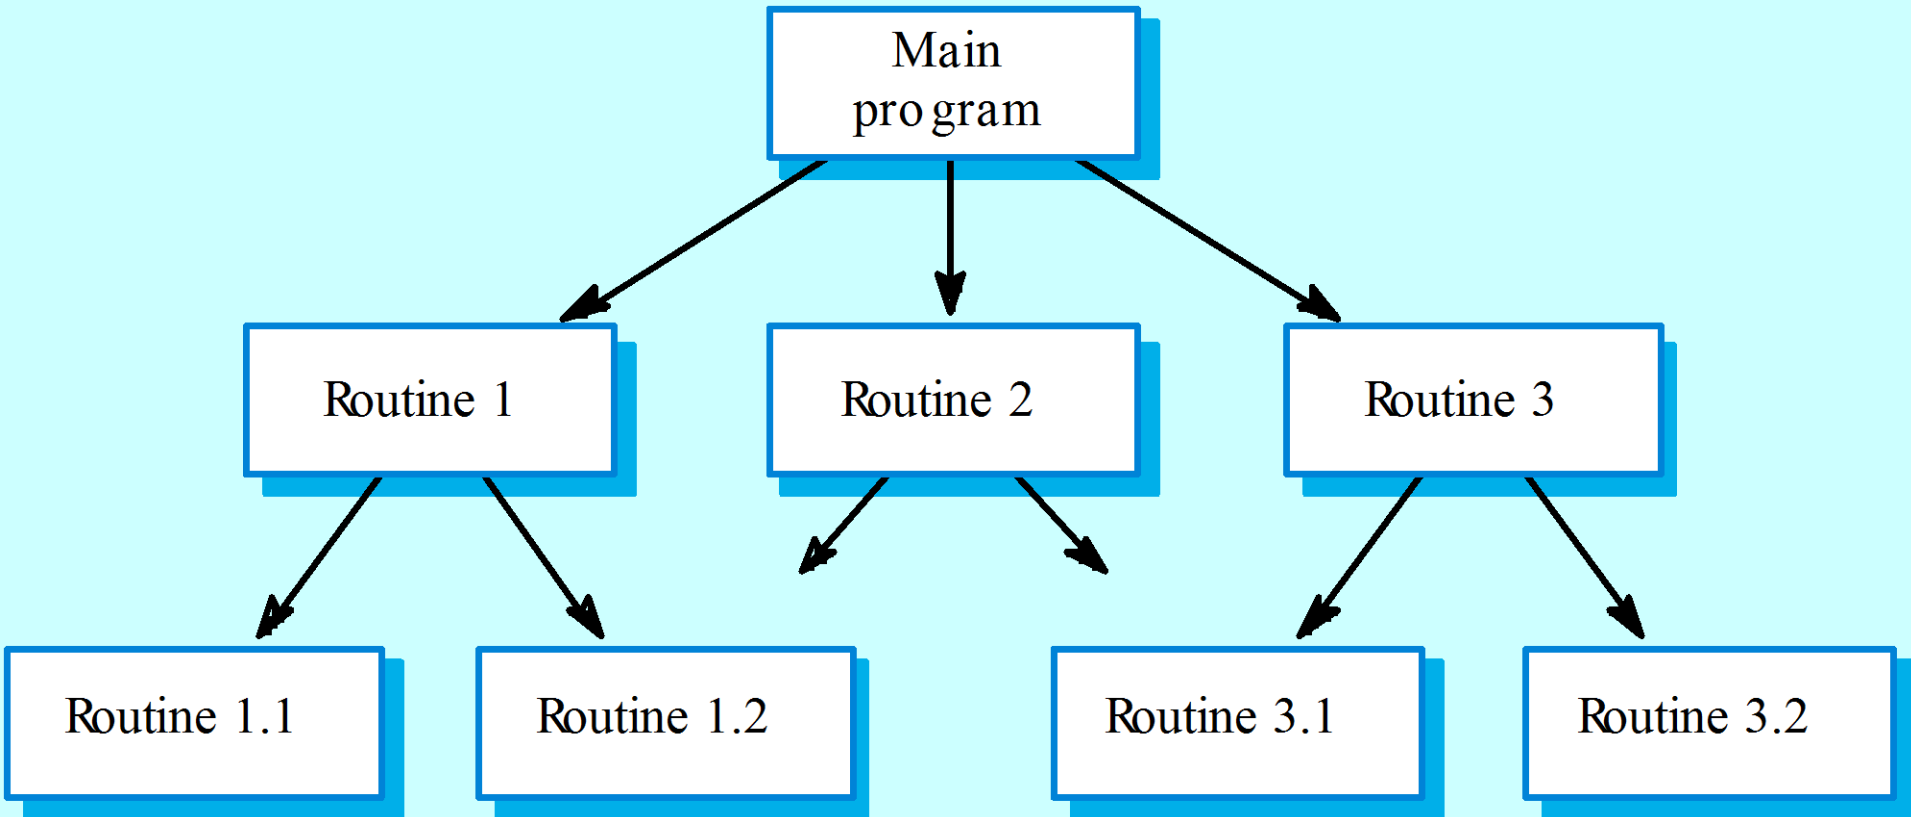 Main
program
Routine 1
Routine 2
Routine 3
Routine 1.1
Routine 1.2
Routine 3.1
Routine 3.2